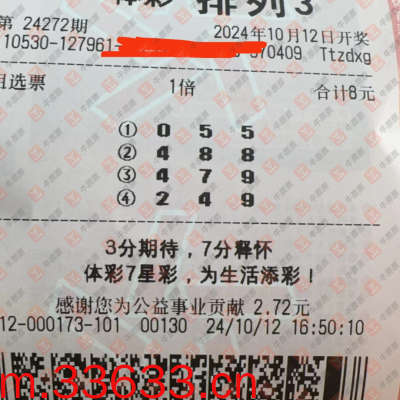 体彩 排列3
第 24272期 2024年10月12日开奖
10530-127961- 070409 Ttzdxg
组选票 1倍 合计8元
① 0 5 5
② 4 8 8
③ 4 7 9
④ 2 4 9
3分期待，7分释怀
体彩7星彩，为生活添彩！
感谢您为公益事业贡献 2.72元
12-000173-101 00130 24/10/12 16:50:10
m.33633.cn